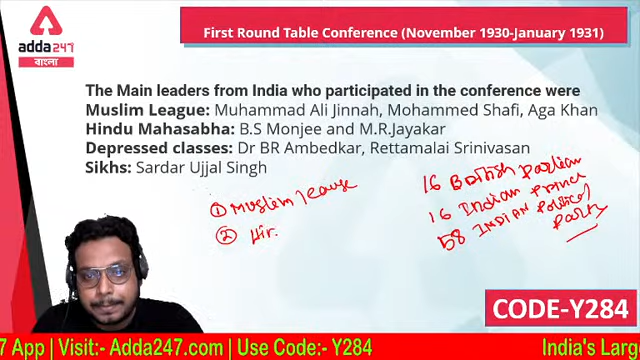 adda247
বাংলা
First Round Table Conference (November 1930-January 1931)
The Main leaders from India who participated in the conference were
Muslim League: Muhammad Ali Jinnah, Mohammed Shafi, Aga Khan
Hindu Mahasabha: B.S Monjee and M.R.Jayakar
Depressed classes: Dr BR Ambedkar, Rettamalai Srinivasan
Sikhs: Sardar Ujjal Singh
① Muslim league
② Hir.
16 British Parliam
16 Indian Prince
58 INDIAN Political
Party
CODE-Y284
7 App | Visit:- Adda247.com | Use Code:- Y284
India's Larg